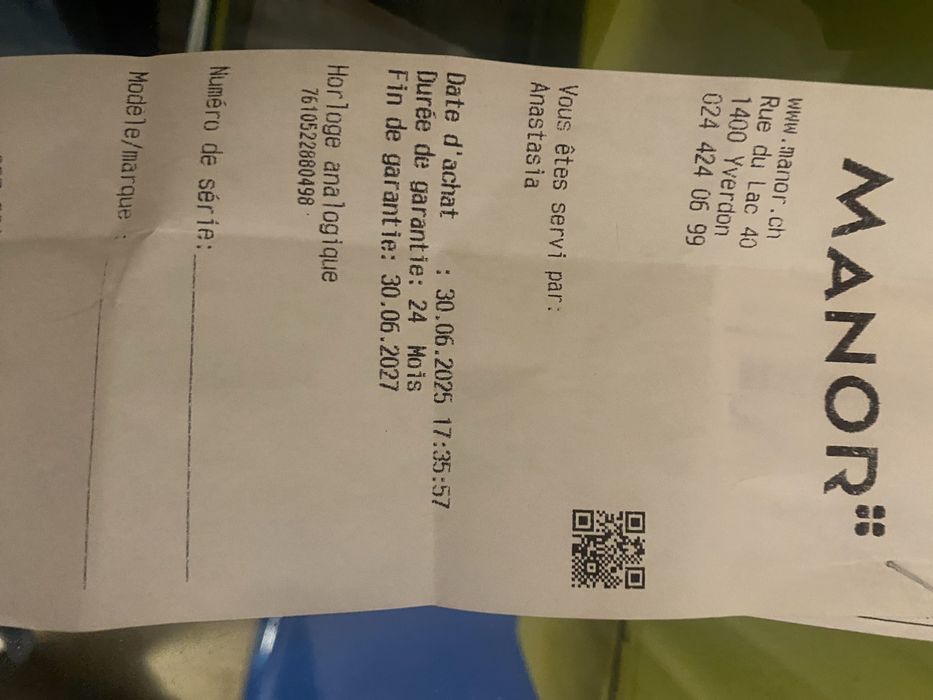 MANOR
www.manor.ch
Rue du Lac 40
1400 Yverdon
024 424 06 99
Vous êtes servi par:
Anastasia
Date d'achat : 30.06.2025 17:35:57
Durée de garantie: 24 Mois
Fin de garantie: 30.06.2027
Horloge analogique
7610522880498
Numéro de série:
Modèle/marque :